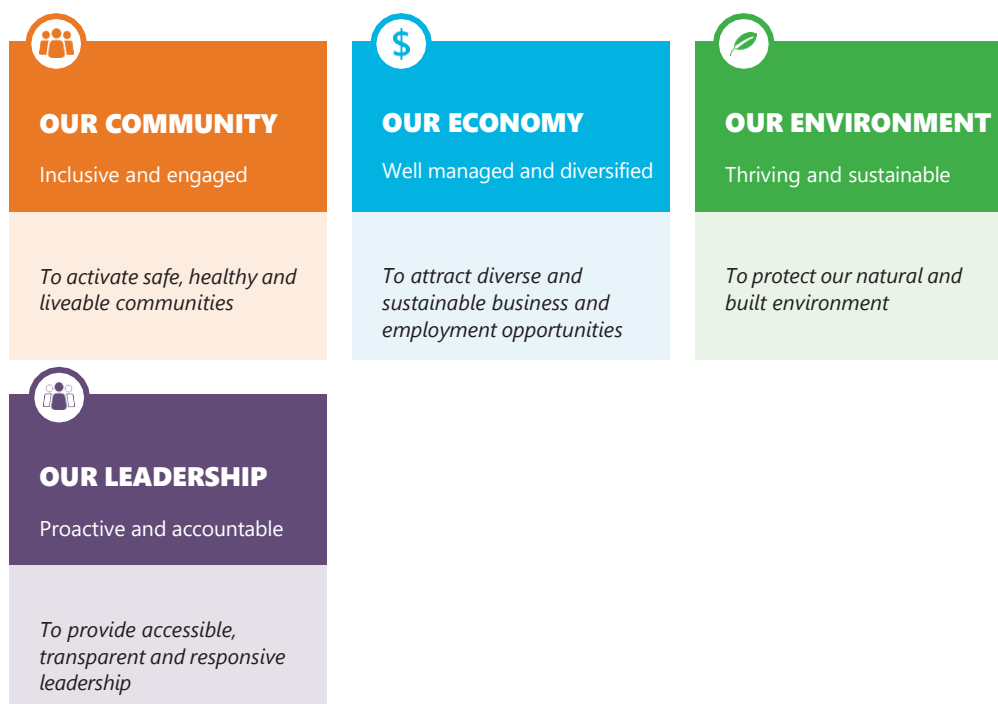 OUR COMMUNITY
Inclusive and engaged
To activate safe, healthy and
liveable communities
$
OUR ECONOMY
Well managed and diversified
To attract diverse and
sustainable business and
employment opportunities
OUR ENVIRONMENT
Thriving and sustainable
To protect our natural and
built environment
OUR LEADERSHIP
Proactive and accountable
To provide accessible,
transparent and responsive
leadership